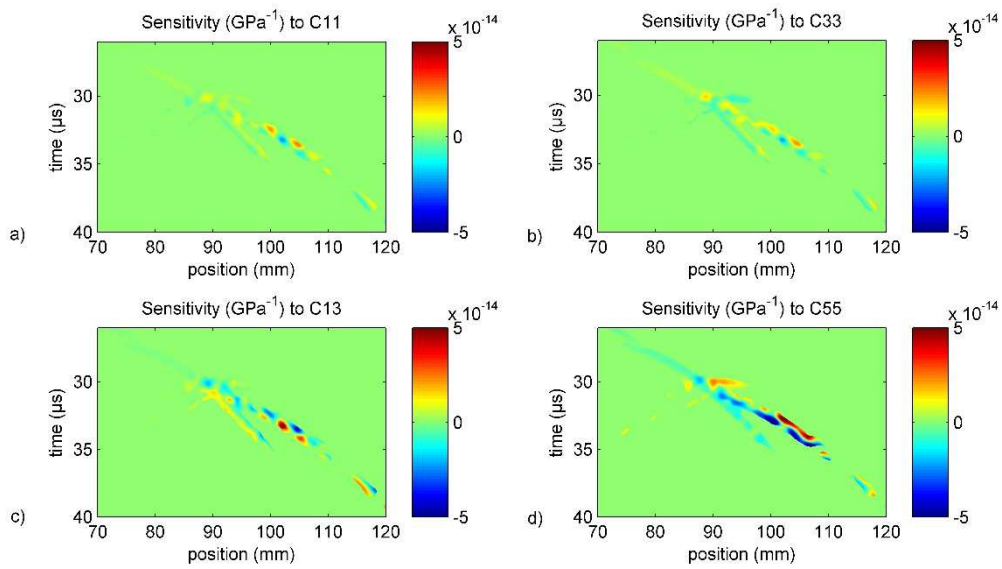 Sensitivity (GPa⁻¹) to C11
x 10⁻¹⁴
5
0
-5
30
35
40
time (µs)
70 80 90 100 110 120
position (mm)
a)
Sensitivity (GPa⁻¹) to C33
x 10⁻¹⁴
5
0
-5
30
35
40
time (µs)
70 80 90 100 110 120
position (mm)
b)
Sensitivity (GPa⁻¹) to C13
x 10⁻¹⁴
5
0
-5
30
35
40
time (µs)
70 80 90 100 110 120
position (mm)
c)
Sensitivity (GPa⁻¹) to C55
x 10⁻¹⁴
5
0
-5
30
35
40
time (µs)
70 80 90 100 110 120
position (mm)
d)